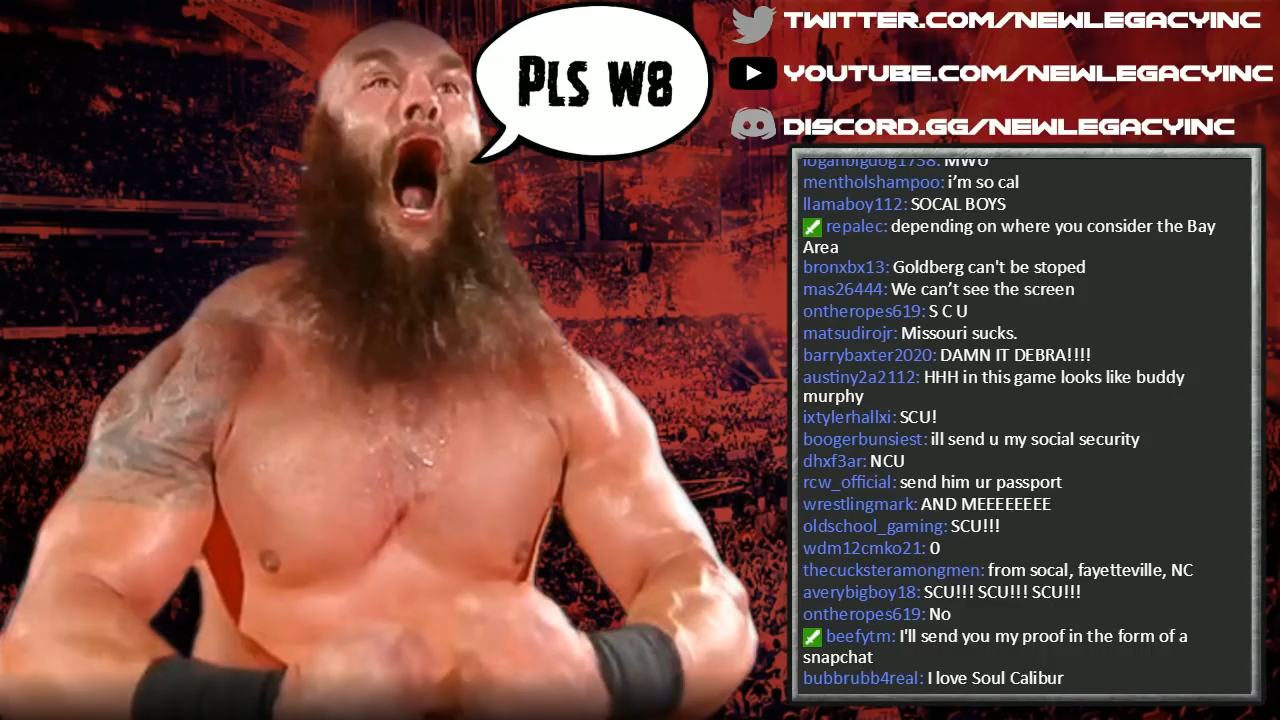 PLS W8
TWITTER.COM/NEWLEGACYINC
YOUTUBE.COM/NEWLEGACYINC
DISCORD.GG/NEWLEGACYINC
loganbigdog1738: MWU
mentholshampoo: i’m so cal
llamaboy112: SOCAL BOYS
repalec: depending on where you consider the Bay
Area
bronxbx13: Goldberg can't be stoped
mas26444: We can’t see the screen
ontheropes619: S C U
matsudirojr: Missouri sucks.
barrybaxter2020: DAMN IT DEBRA!!!!
austiny2a2112: HHH in this game looks like buddy
murphy
ixtylerhallxi: SCU!
boogerbunsiest: ill send u my social security
dhxf3ar: NCU
rcw_official: send him ur passport
wrestlingmark: AND MEEEEEEEE
oldschool_gaming: SCU!!!
wdm12cmko21: 0
thecucksteramongmen: from socal, fayetteville, NC
averybigboy18: SCU!!! SCU!!! SCU!!!
ontheropes619: No
beefytm: I'll send you my proof in the form of a
snapchat
bubbrubb4real: I love Soul Calibur